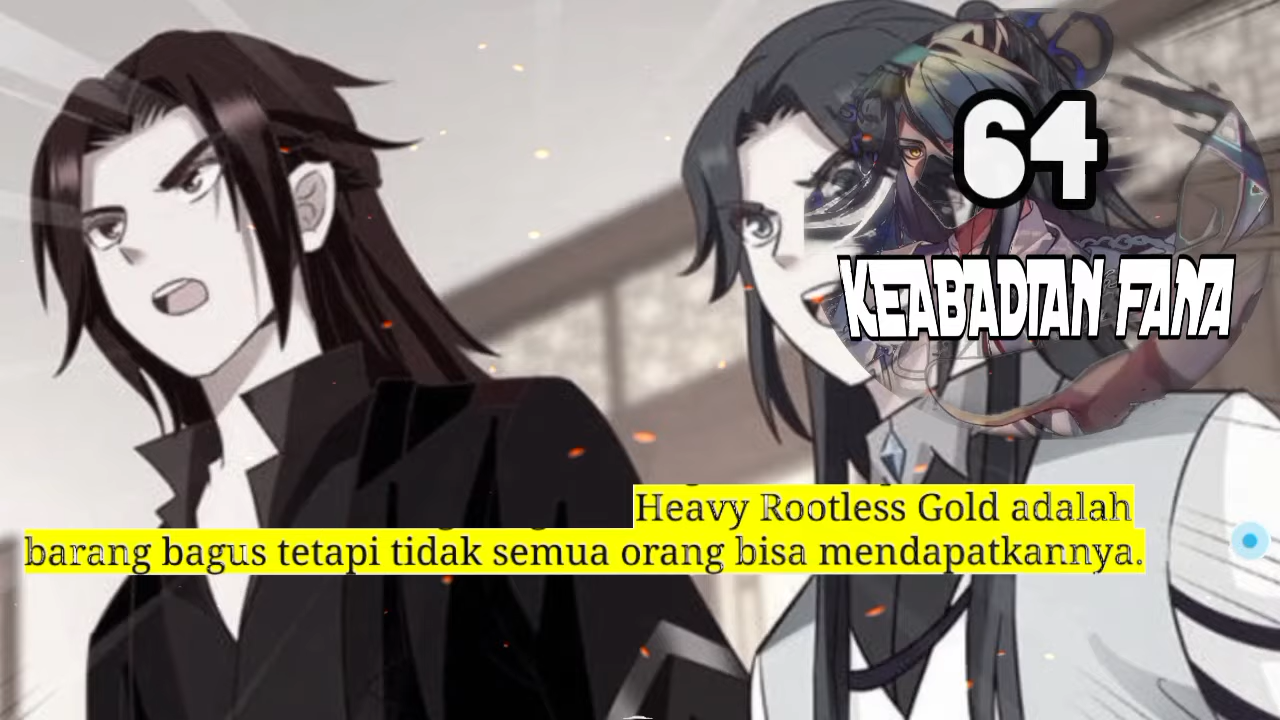 64
KEABADIAN FANA
Heavy Rootless Gold adalah
barang bagus tetapi tidak semua orang bisa mendapatkannya.